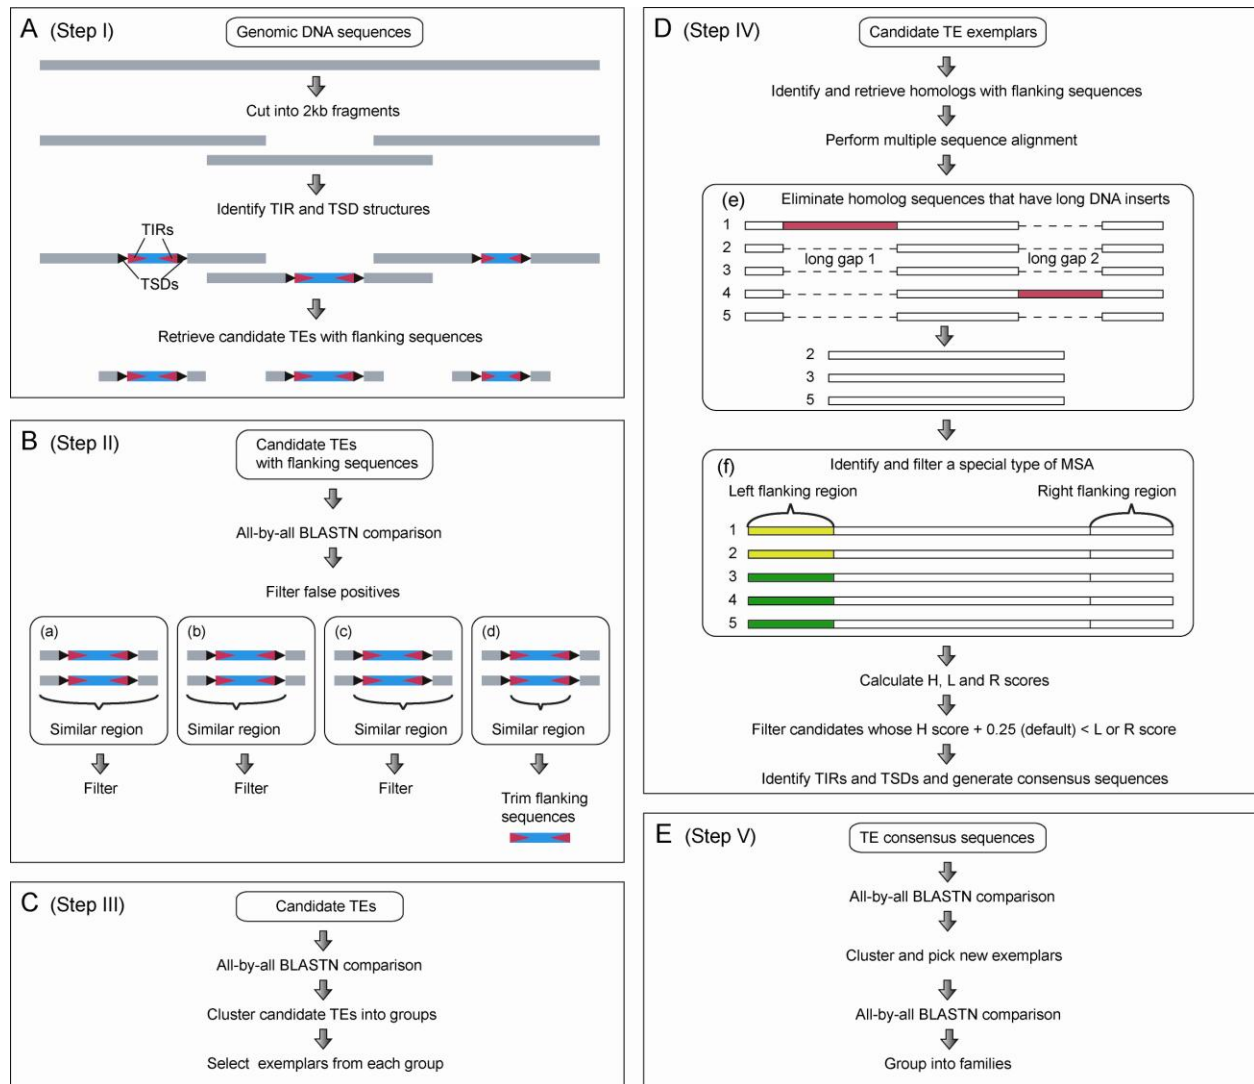 A (Step I)
Genomic DNA sequences
Cut into 2kb fragments
Identify TIR and TSD structures
TIRs
TSDs
Retrieve candidate TEs with flanking sequences
B (Step II)
Candidate TEs
with flanking sequences
All-by-all BLASTN comparison
Filter false positives
(a)
Similar region
Filter
(b)
Similar region
Filter
(c)
Similar region
Filter
(d)
Similar region
Trim flanking
sequences
C (Step III)
Candidate TEs
All-by-all BLASTN comparison
Cluster candidate TEs into groups
Select exemplars from each group
D (Step IV)
Candidate TE exemplars
Identify and retrieve homologs with flanking sequences
Perform multiple sequence alignment
(e) Eliminate homolog sequences that have long DNA inserts
1
2
long gap 1 long gap 2
3
4
5
2
3
5
(f) Identify and filter a special type of MSA
Left flanking region Right flanking region
1
2
3
4
5
Calculate H, L and R scores
Filter candidates whose H score + 0.25 (default) < L or R score
Identify TIRs and TSDs and generate consensus sequences
E (Step V)
TE consensus sequences
All-by-all BLASTN comparison
Cluster and pick new exemplars
All-by-all BLASTN comparison
Group into families